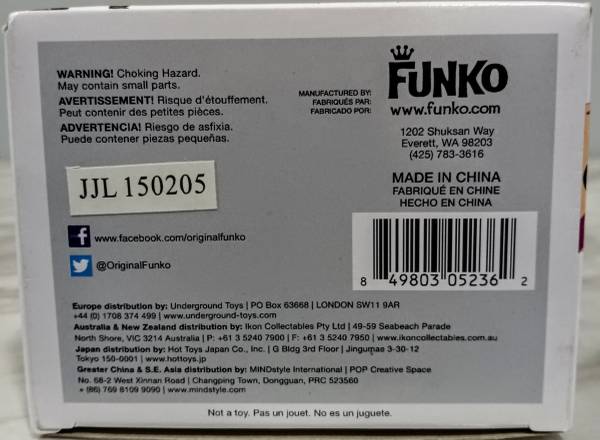 WARNING! Choking Hazard.
May contain small parts.
AVERTISSEMENT! Risque d'étouffement.
Peut contenir des petites pièces.
ADVERTENCIA! Riesgo de asfixia.
Puede contener piezas pequeñas.
MANUFACTURED BY:
FABRIQUÉS PAR:
FABRICADO POR:
FUNKO
www.funko.com
1202 Shuksan Way
Everett, WA 98203
(425) 783-3616
MADE IN CHINA
FABRIQUÉ EN CHINE
HECHO EN CHINA
JJL 150205
f www.facebook.com/originalfunko
@OriginalFunko
8 49803 05236 2
Europe distribution by: Underground Toys | PO Box 63668 | LONDON SW11 9AR
+44 (0) 1708 374 499 | www.underground-toys.com
Australia & New Zealand distribution by: Ikon Collectables Pty Ltd | 49-59 Seabeach Parade
North Shore, VIC 3214 Australia | P: +61 3 5240 7900 | F: +61 3 5240 7950 | www.ikoncollectables.com.au
Japan distribution by: Hot Toys Japan Co., Inc. | G Bldg 3rd Floor | Jingumae 3-30-12
Tokyo 150-0001 | www.hottoys.jp
Greater China & S.E. Asia distribution by: MINDstyle International | POP Creative Space
No. 68-2 West Xinnan Road | Changping Town, Dongguan, PRC 523560
+ (86) 769 8109 9090 | www.mindstyle.com
Not a toy. Pas un jouet. No es un juguete.